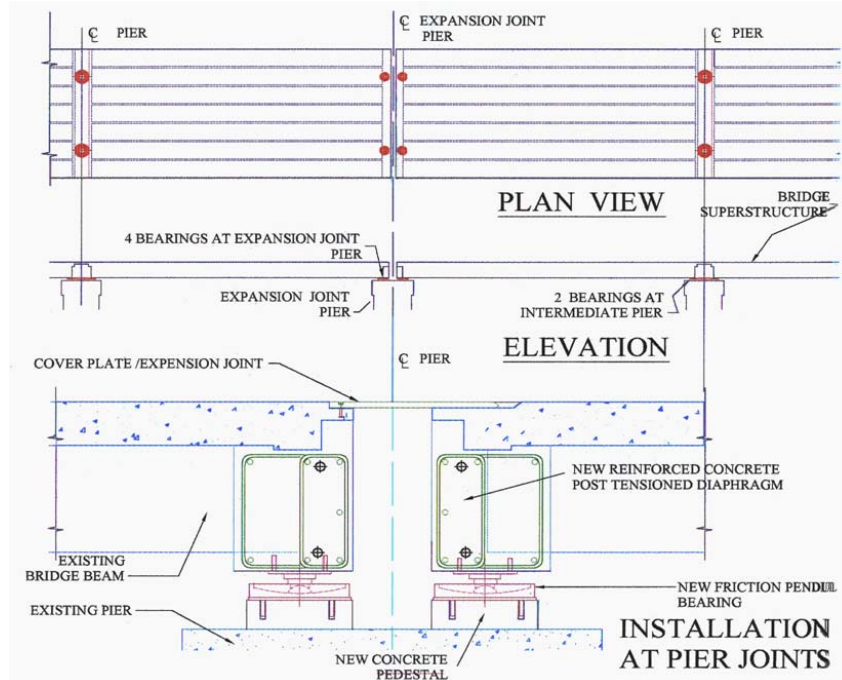 ℄ PIER
℄ EXPANSION JOINT
PIER
℄ PIER
PLAN VIEW
BRIDGE
SUPERSTRUCTURE
4 BEARINGS AT EXPANSION JOINT
PIER
EXPANSION JOINT
PIER
2 BEARINGS AT
INTERMEDIATE PIER
ELEVATION
℄ PIER
COVER PLATE /EXPENSION JOINT
NEW REINFORCED CONCRETE
POST TENSIONED DIAPHRAGM
EXISTING
BRIDGE BEAM
EXISTING PIER
NEW FRICTION
BEARING
NEW CONCRETE
PEDESTAL
INSTALLATION
AT PIER JOINTS